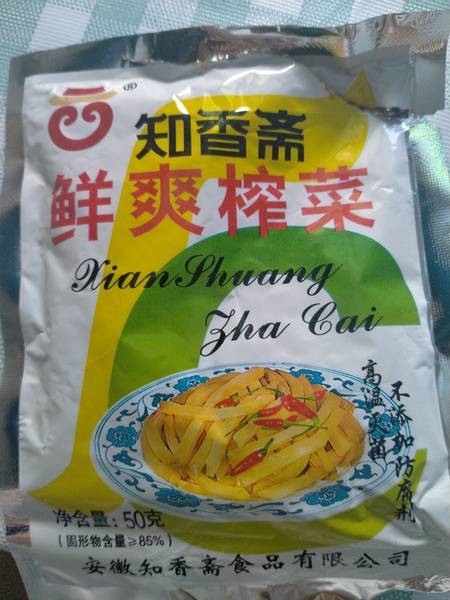 ®
知香斋
鲜爽榨菜
Xian Shuang
Zha Cai
高温灭菌
不添加防腐剂
净含量：50克
（固形物含量≥85%）
安徽知香斋食品有限公司